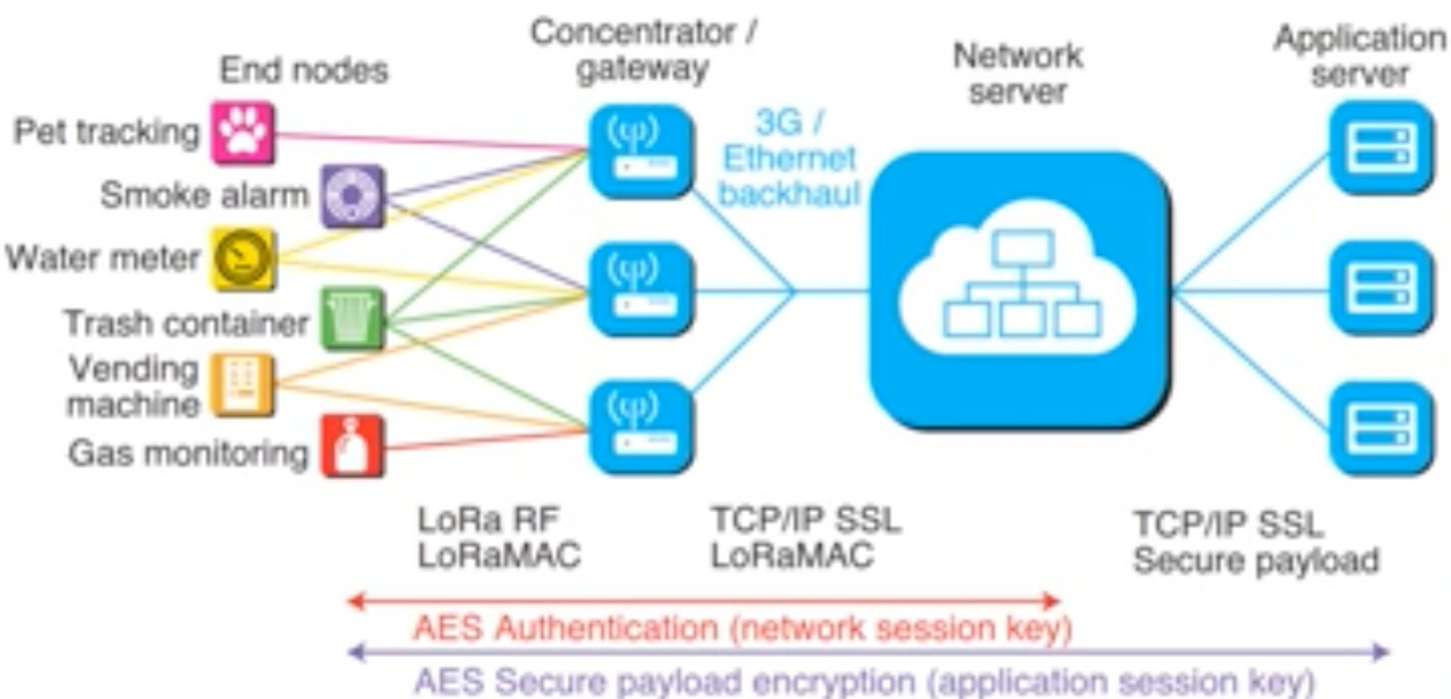 End nodes
Concentrator /
gateway
Network
server
Application
server
Pet tracking
Smoke alarm
Water meter
Trash container
Vending
machine
Gas monitoring
3G /
Ethernet
backhaul
LoRa RF
LoRaMAC
TCP/IP SSL
LoRaMAC
TCP/IP SSL
Secure payload
AES Authentication (network session key)
AES Secure payload encryption (application session key)